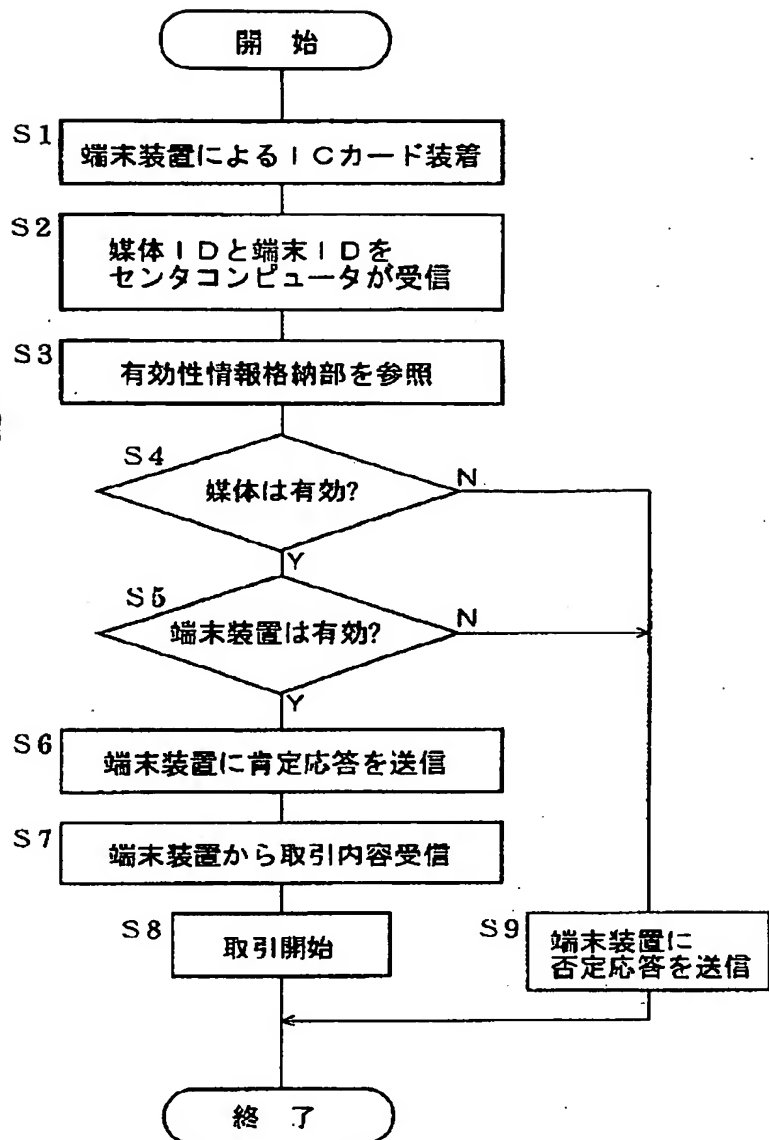 開 始
S1
端末装置によるICカード装着
S2
媒体IDと端末IDを
センタコンピュータが受信
S3
有効性情報格納部を参照
S4
媒体は有効?
N
Y
S5
端末装置は有効?
N
Y
S6
端末装置に肯定応答を送信
S7
端末装置から取引内容受信
S8
取引開始
S9
端末装置に
否定応答を送信
終 了